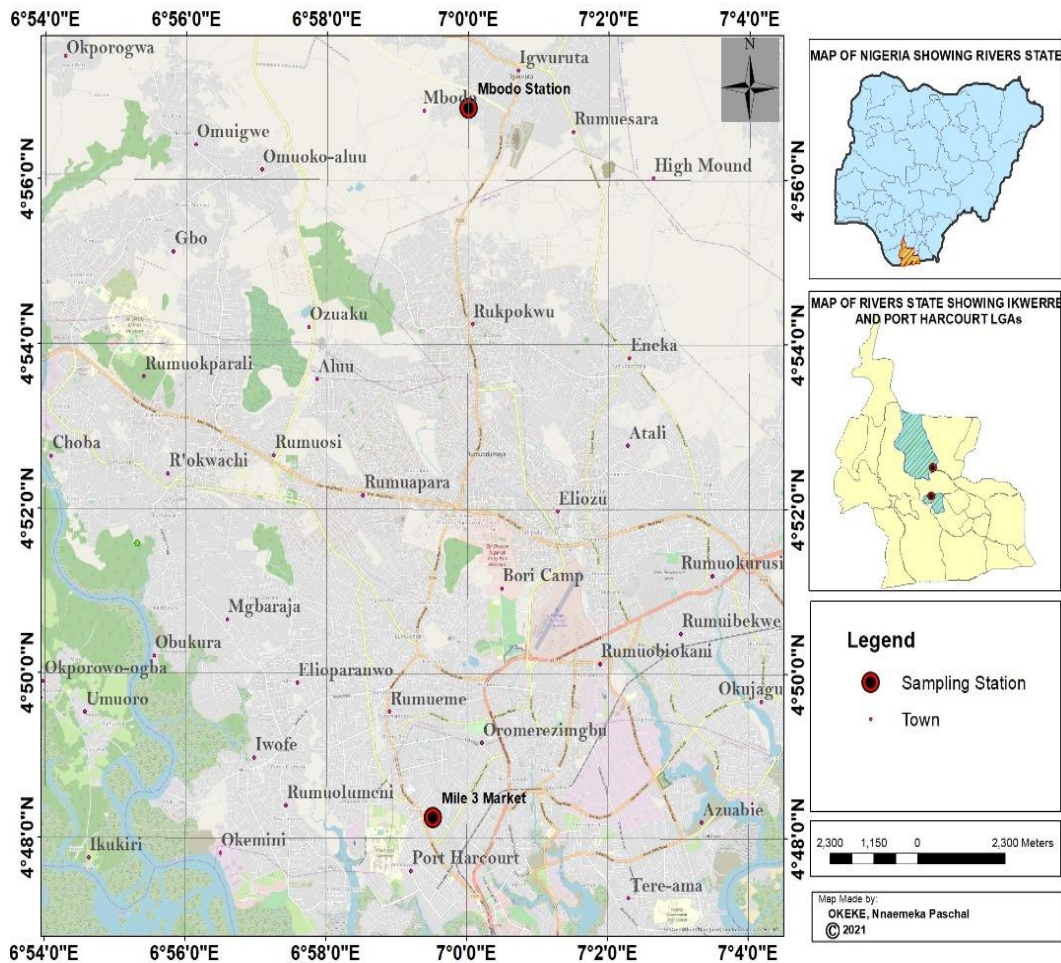 6°54'0"E 6°56'0"E 6°58'0"E 7°0'0"E 7°2'0"E 7°4'0"E
Okporogwa
Igwuruta
Igwuruta
N
Mbodo Station
Mbodo
Omuigwe
Rumuesara
Omuoko-aluu
High Mound
4°56'0"N
4°56'0"N
Gbo
Ozuaku
Rukpokwu
4°54'0"N
4°54'0"N
Eneka
Rumuokparali
Aluu
Choba
Rumuosi
Atali
R'okwachi
Rumuodumaya
Rumuapara
Eliozu
4°52'0"N
4°52'0"N
Rumuokurusi
Bori Camp
Mgbaraja
Rumuibekwe
Obukura
Rumuobiokani
4°50'0"N
4°50'0"N
Okporowo-ogba
Elioparanwo
Umuoro
Rumueme
Okujagu
Oromerezimgbu
Iwofe
Mile 3 Market
Rumuolumeni
Azuabie
4°48'0"N
4°48'0"N
Ikukiri
Okemini
Port Harcourt
Tere-ama
6°54'0"E 6°56'0"E 6°58'0"E 7°0'0"E 7°2'0"E 7°4'0"E
MAP OF NIGERIA SHOWING RIVERS STATE
MAP OF RIVERS STATE SHOWING IKWERRE
AND PORT HARCOURT LGAs
Legend
Sampling Station
Town
2,300 1,150 0 2,300 Meters
Map Made by:
OKEKE, Nnaemeka Paschal
© 2021